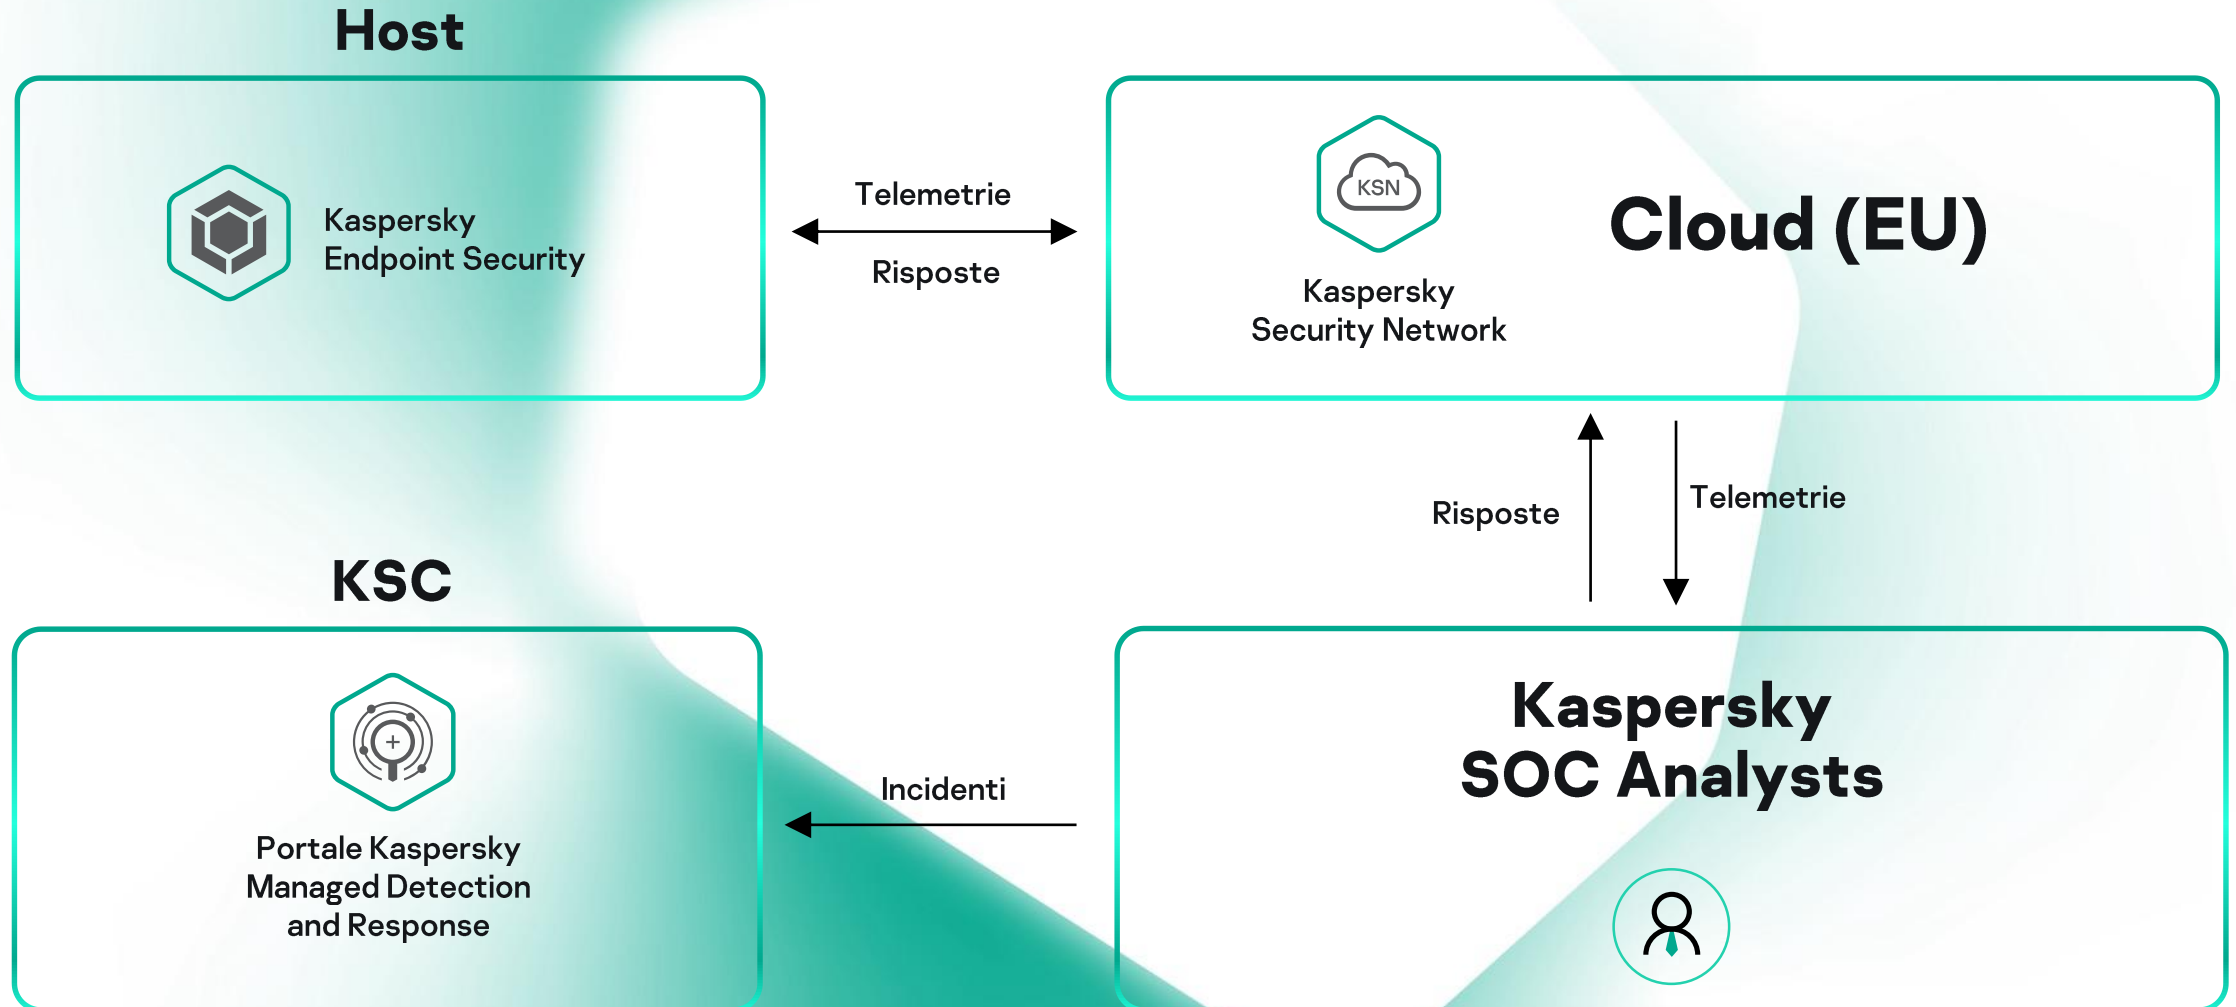 Host
Kaspersky
Endpoint Security
Telemetrie
Risposte
KSN
Kaspersky
Security Network
Cloud (EU)
Risposte
Telemetrie
KSC
Portale Kaspersky
Managed Detection
and Response
Incidenti
Kaspersky
SOC Analysts